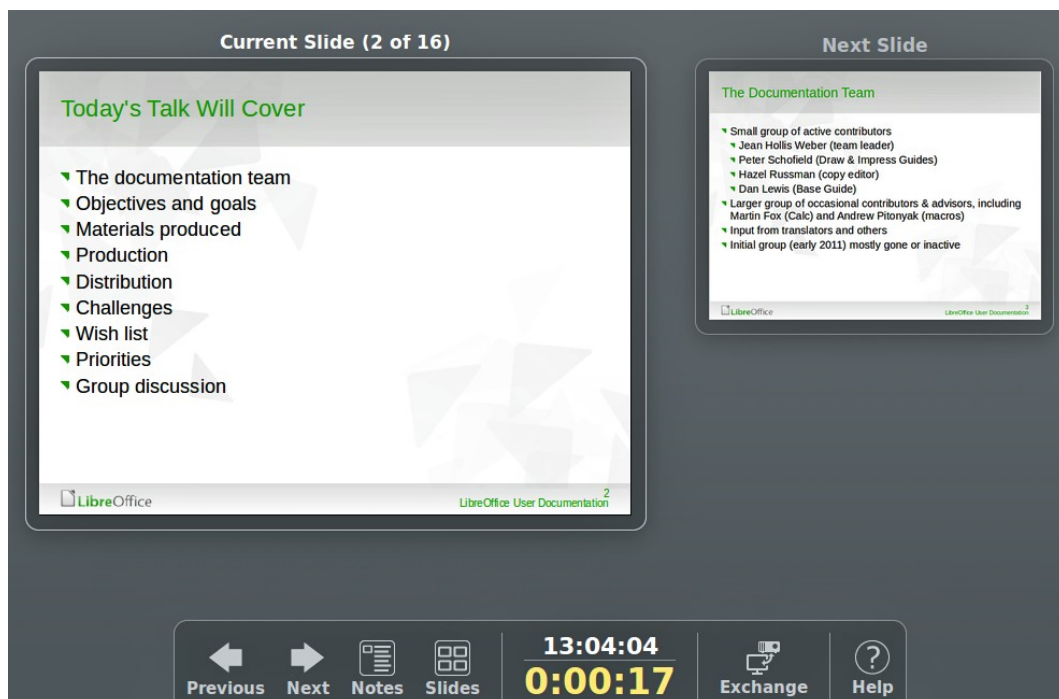 Current Slide (2 of 16)
Today's Talk Will Cover
The documentation team
Objectives and goals
Materials produced
Production
Distribution
Challenges
Wish list
Priorities
Group discussion
LibreOffice
LibreOffice User Documentation
2
Next Slide
The Documentation Team
Small group of active contributors
Jean Hollis Weber (team leader)
Peter Schofield (Draw & Impress Guides)
Hazel Russman (copy editor)
Dan Lewis (Base Guide)
Larger group of occasional contributors & advisors, including
Martin Fox (Calc) and Andrew Pitonyak (macros)
Input from translators and others
Initial group (early 2011) mostly gone or inactive
LibreOffice
LibreOffice User Documentation
3
Previous
Next
Notes
Slides
13:04:04
0:00:17
Exchange
Help